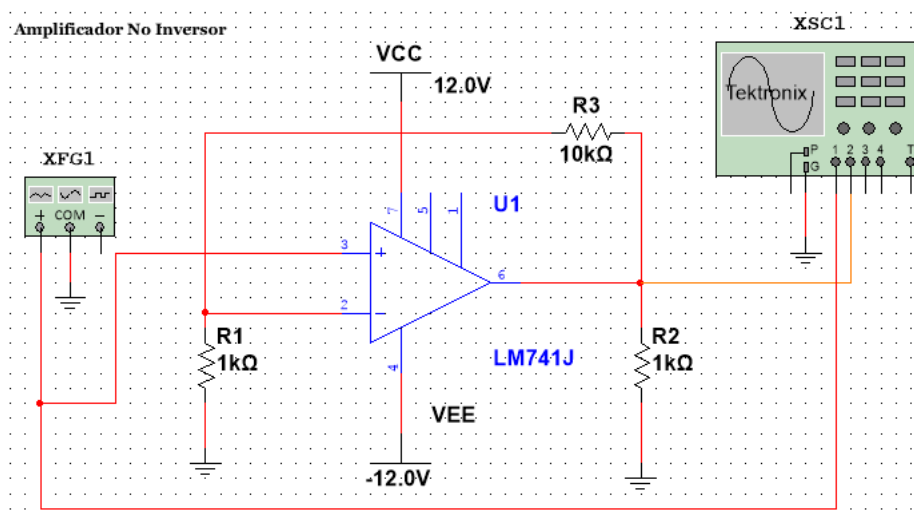 Amplificador No Inversor
XSC1
VCC
12.0V
Tektronix
R3
10kΩ
P
G
1 2 3 4
T
XFG1
+ COM −
U1
7
5
1
3
+
6
2
−
R1
1kΩ
R2
1kΩ
LM741J
4
VEE
-12.0V